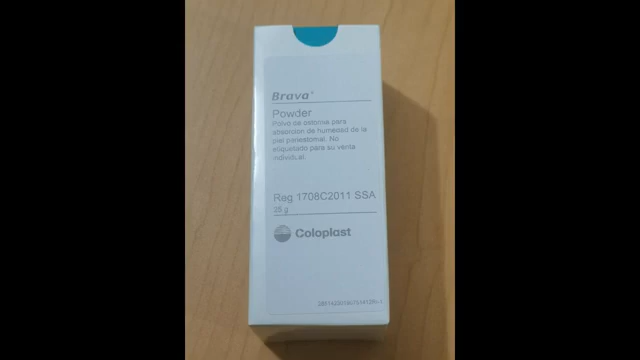 Brava®
Powder
Polvo de ostomia para
absorcion de humedad de la
piel periestomal. No
etiquetado para su venta
individual
Reg 1708C2011 SSA
25 g
Coloplast